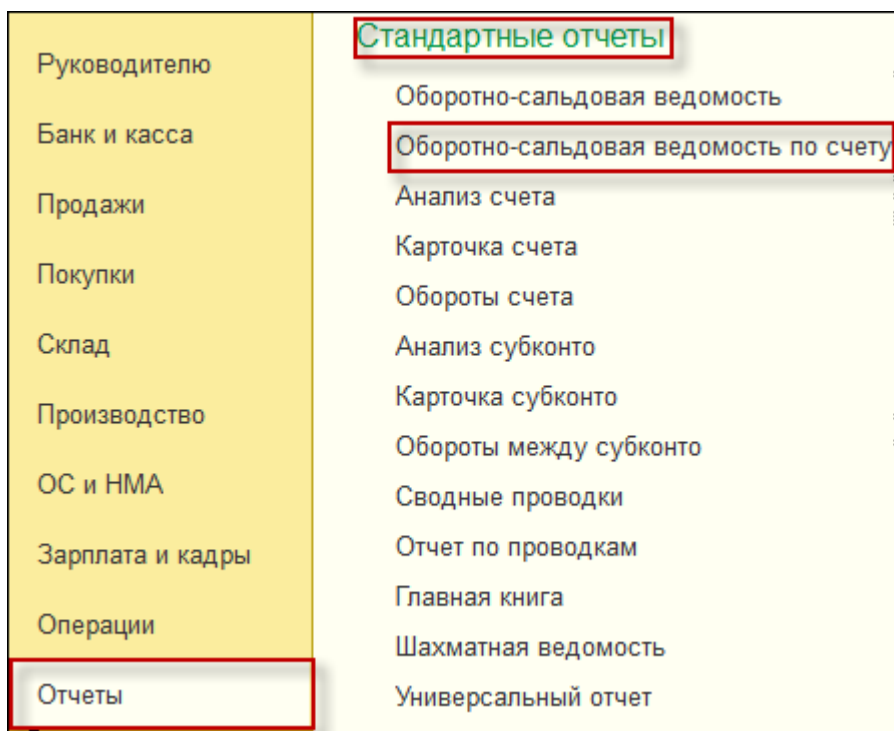 Руководителю
Банк и касса
Продажи
Покупки
Склад
Производство
ОС и НМА
Зарплата и кадры
Операции
Отчеты
Стандартные отчеты
Оборотно-сальдовая ведомость
Оборотно-сальдовая ведомость по счету
Анализ счета
Карточка счета
Обороты счета
Анализ субконто
Карточка субконто
Обороты между субконто
Сводные проводки
Отчет по проводкам
Главная книга
Шахматная ведомость
Универсальный отчет